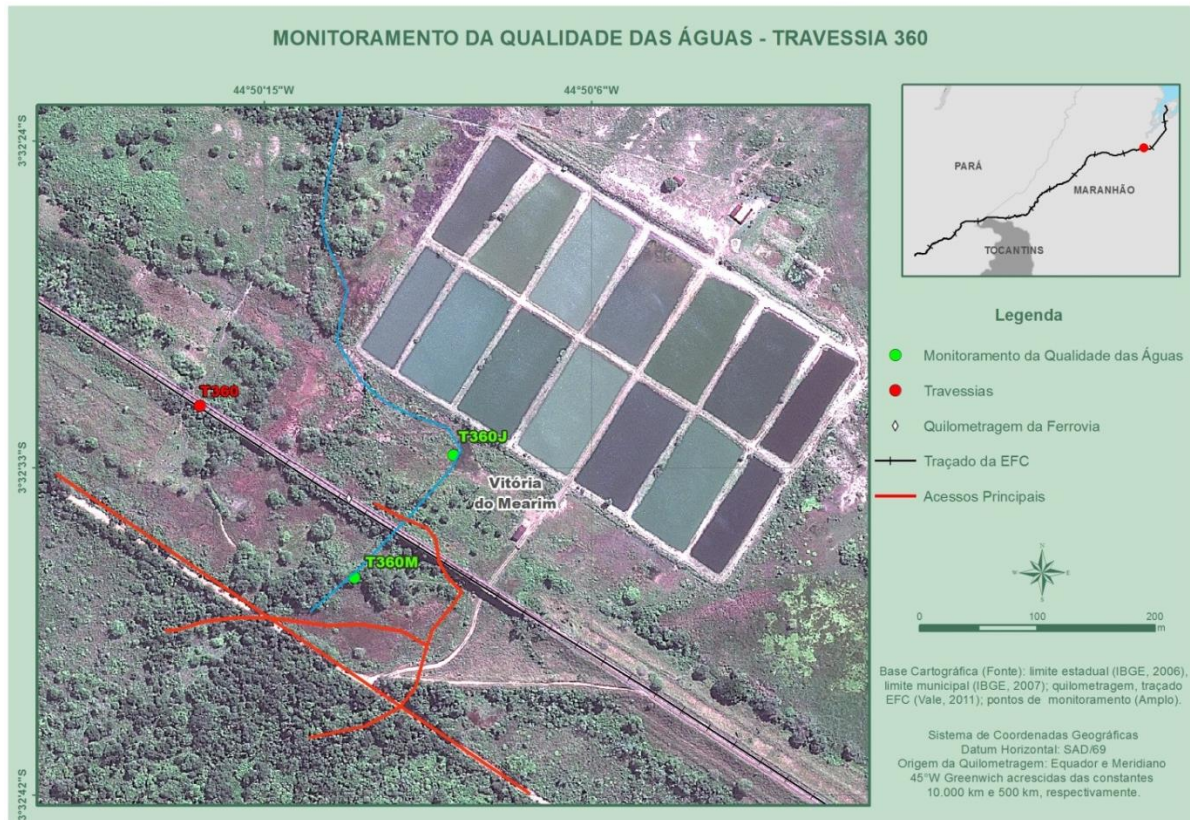 MONITORAMENTO DA QUALIDADE DAS ÁGUAS - TRAVESSIA 360
44°50'15"W
44°50'6"W
3°32'24"S
3°32'33"S
3°32'42"S
T360
T360J
Vitória
do Mearim
T360M
PARÁ
MARANHÃO
TOCANTINS
Legenda
Monitoramento da Qualidade das Águas
Travessias
Quilometragem da Ferrovia
Traçado da EFC
Acessos Principais
N
W
E
S
0
100
200
m
Base Cartográfica (Fonte): limite estadual (IBGE, 2006),
limite municipal (IBGE, 2007); quilometragem, traçado
EFC (Vale, 2011); pontos de monitoramento (Amplo).
Sistema de Coordenadas Geográficas
Datum Horizontal: SAD/69
Origem da Quilometragem: Equador e Meridiano
45°W Greenwich acrescidas das constantes
10.000 km e 500 km, respectivamente.